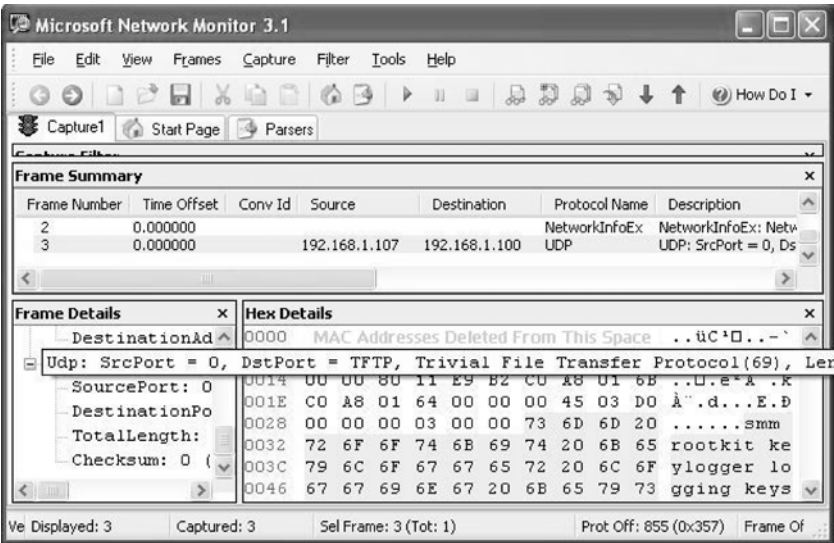 Microsoft Network Monitor 3.1
File Edit View Frames Capture Filter Tools Help
How Do I
Capture1 Start Page Parsers
Capture Filter
Frame Summary
Frame Number Time Offset Conv Id Source Destination Protocol Name Description
2 0.000000 NetworkInfoEx NetworkInfoEx: Netw
3 0.000000 192.168.1.107 192.168.1.100 UDP UDP: SrcPort = 0, Ds
Frame Details
DestinationAd
Udp: SrcPort = 0, DstPort = TFTP, Trivial File Transfer Protocol(69), Len
SourcePort: 0
DestinationPo
TotalLength:
Checksum: 0 (
Hex Details
0000 MAC Addresses Deleted From This Space
0014 00 00 80 11 E9 B2 C0 A8 01 6B
001E C0 A8 01 64 00 00 00 45 03 D0 À¨.d...E.Ð
0028 00 00 00 03 00 00 73 6D 6D 20 ......smm
0032 72 6F 6F 74 6B 69 74 20 6B 65 rootkit ke
003C 79 6C 6F 67 67 65 72 20 6C 6F ylogger lo
0046 67 67 69 6E 67 20 6B 65 79 73 gging keys
Ve Displayed: 3 Captured: 3 Sel Frame: 3 (Tot: 1) Prot Off: 855 (0x357) Frame Of